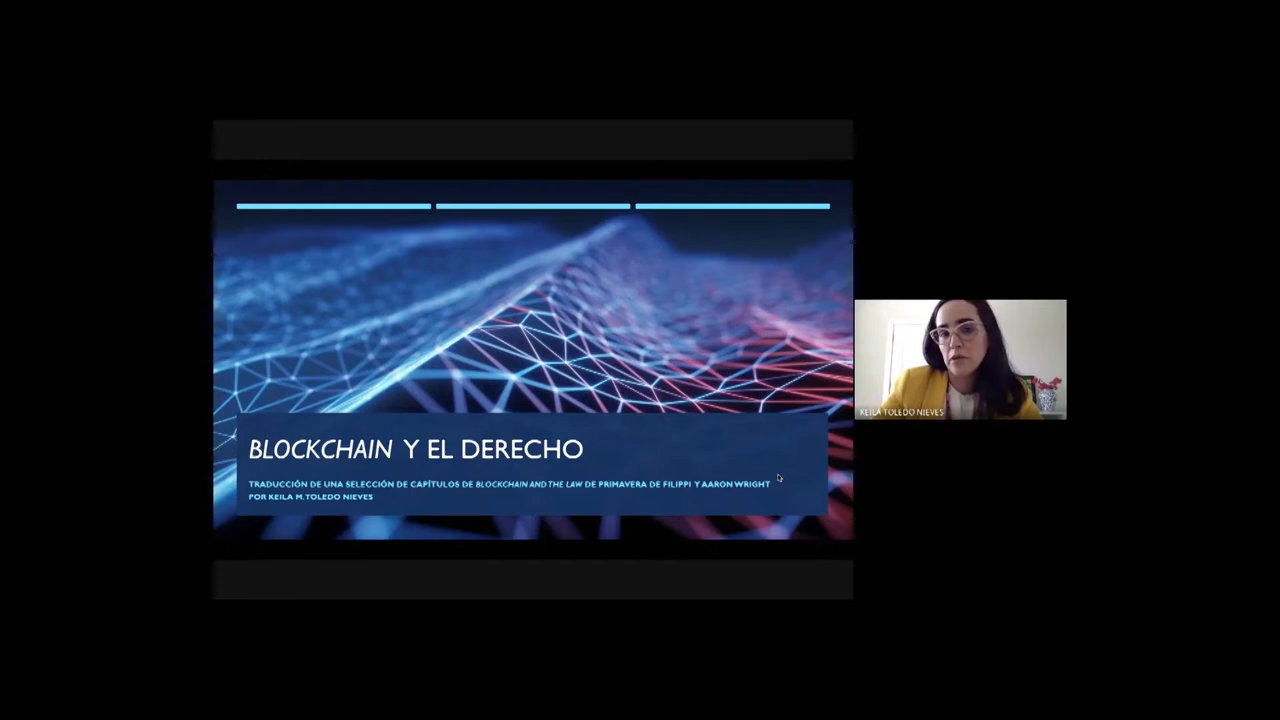 BLOCKCHAIN Y EL DERECHO
TRADUCCIÓN DE UNA SELECCIÓN DE CAPÍTULOS DE BLOCKCHAIN AND THE LAW DE PRIMAVERA DE FILIPPI Y AARON WRIGHT
POR KEILA M. TOLEDO NIEVES
KEILA TOLEDO NIEVES